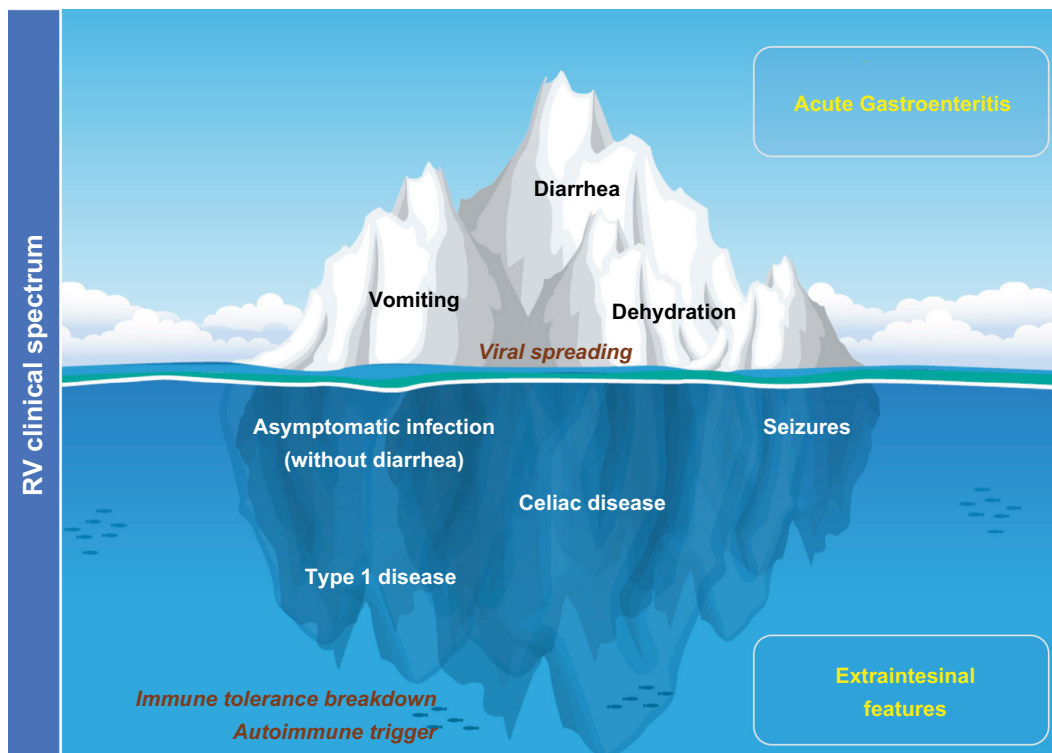 RV clinical spectrum
Acute Gastroenteritis
Diarrhea
Vomiting
Dehydration
Viral spreading
Asymptomatic infection
(without diarrhea)
Seizures
Celiac disease
Type 1 disease
Extraintesinal
features
Immune tolerance breakdown
Autoimmune trigger